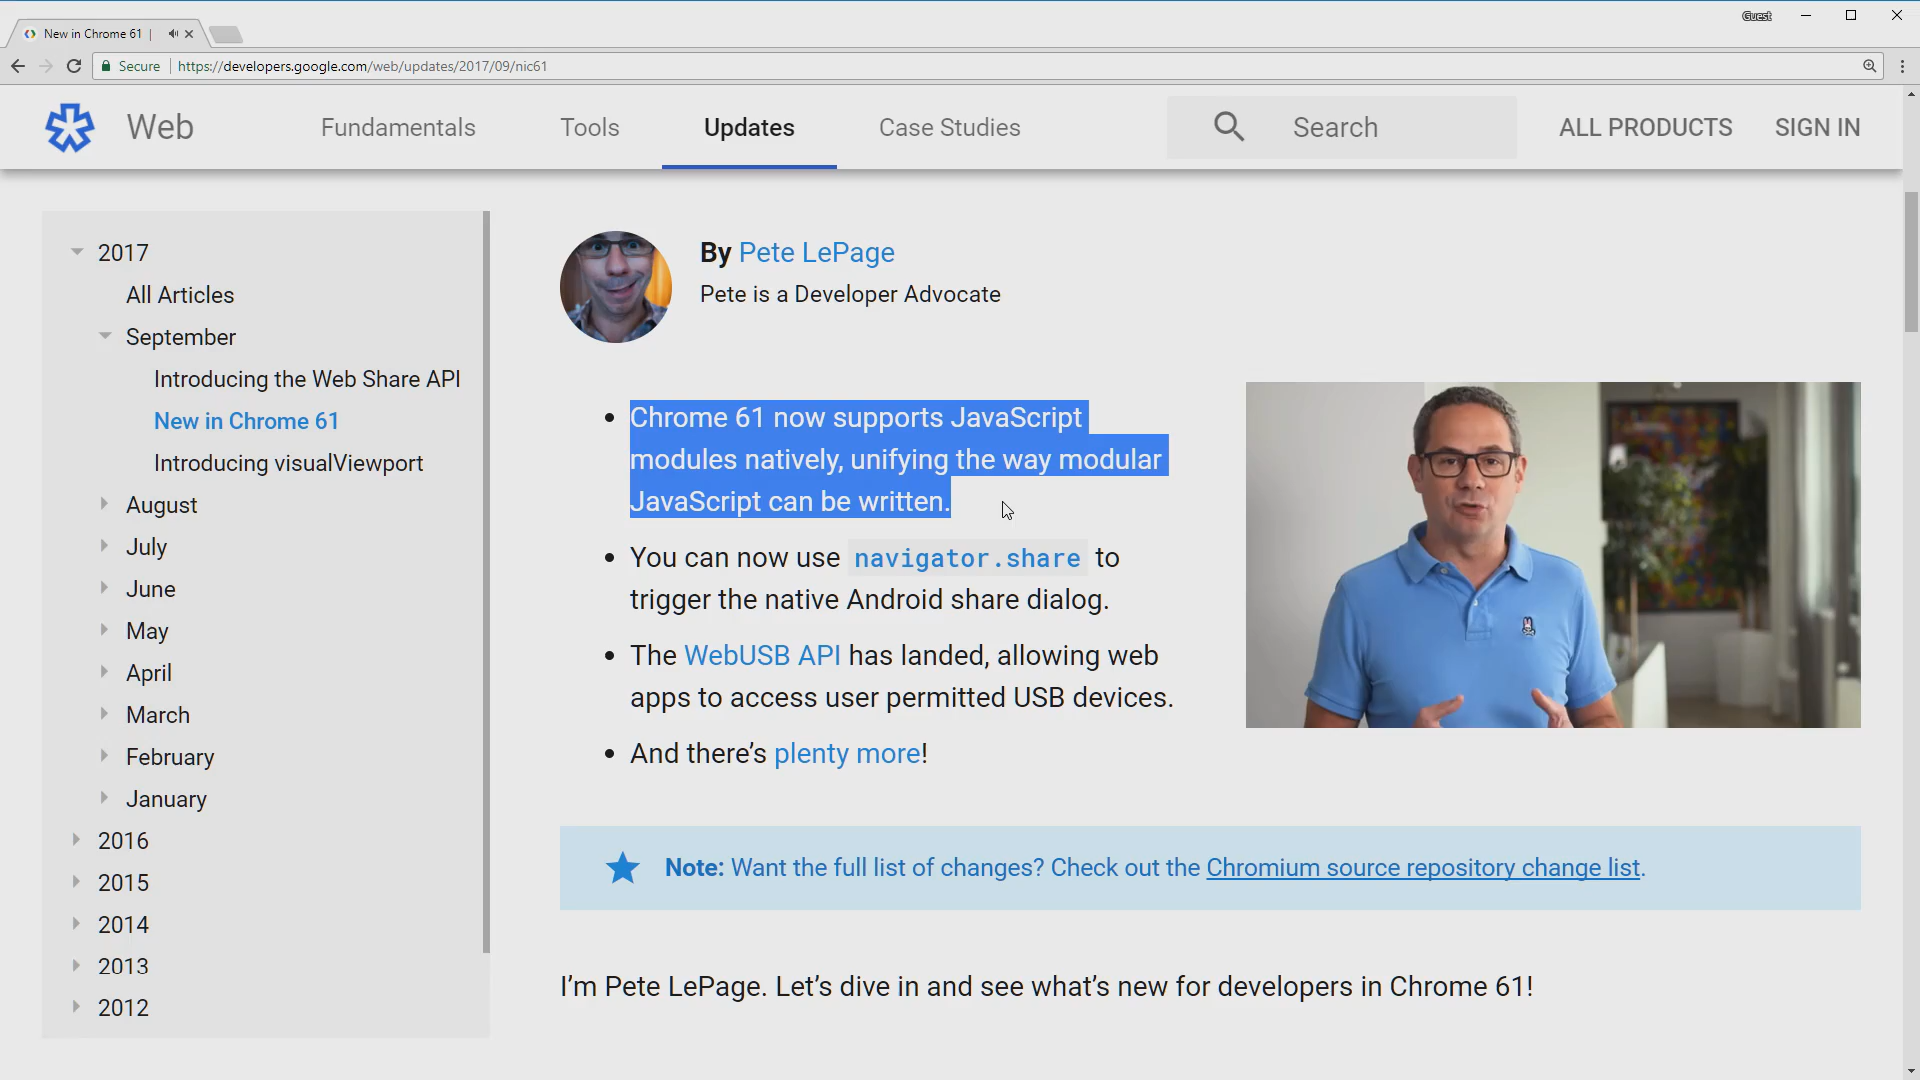 Guest
New in Chrome 61 |
Secure
https://developers.google.com/web/updates/2017/09/nic61
Web
Fundamentals
Tools
Updates
Case Studies
Search
ALL PRODUCTS
SIGN IN
2017
All Articles
September
Introducing the Web Share API
New in Chrome 61
Introducing visualViewport
August
July
June
May
April
March
February
January
2016
2015
2014
2013
2012
By Pete LePage
Pete is a Developer Advocate
• Chrome 61 now supports JavaScript
modules natively, unifying the way modular
JavaScript can be written.
• You can now use navigator.share to
trigger the native Android share dialog.
• The WebUSB API has landed, allowing web
apps to access user permitted USB devices.
• And there’s plenty more!
Note: Want the full list of changes? Check out the Chromium source repository change list.
I’m Pete LePage. Let’s dive in and see what’s new for developers in Chrome 61!